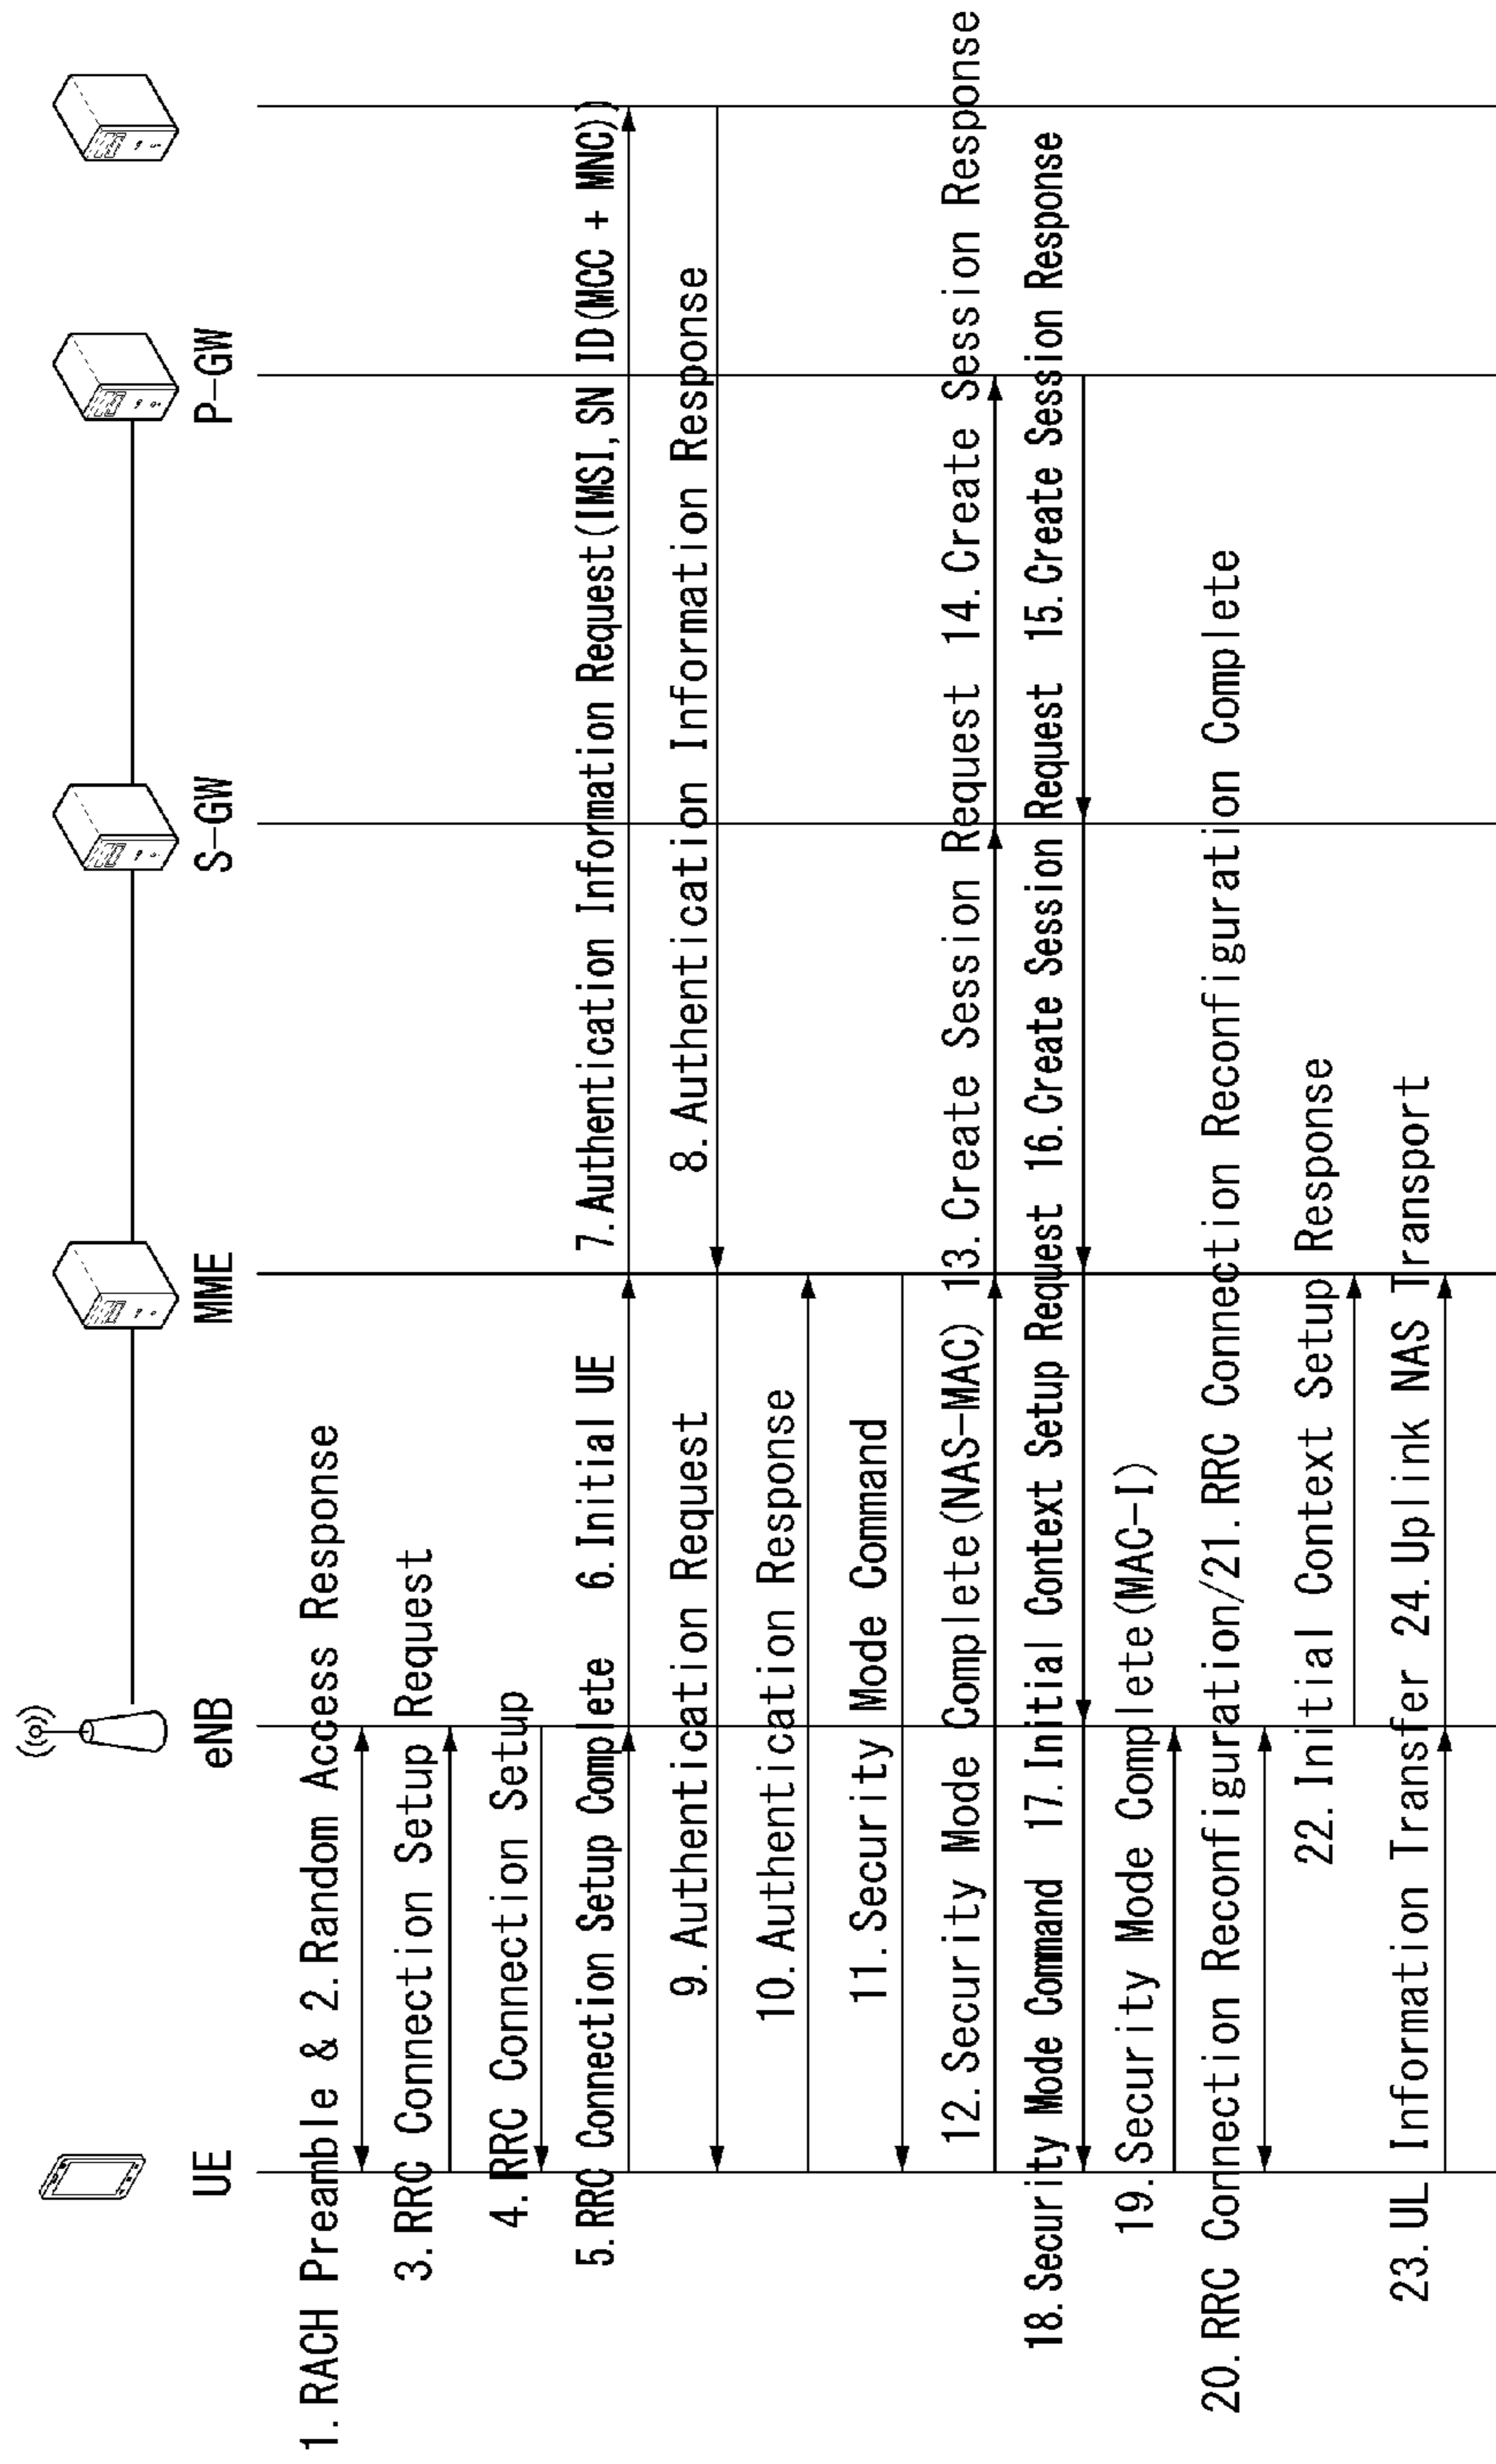 UE
eNB
MME
S-GW
P-GW
1. RACH Preamble & 2. Random Access Response
3. RRC Connection Setup Request
4. RRC Connection Setup
5. RRC Connection Setup Complete 6. Initial UE 7. Authentication Information Request(IMSI, SN ID(MCC + MNC))
8. Authentication Information Response
9. Authentication Request
10. Authentication Response
11. Security Mode Command
12. Security Mode Complete(NAS-MAC) 13. Create Session Request 14. Create Session Response
18. Security Mode Command 17. Initial Context Setup Request 16. Create Session Request 15. Create Session Response
19. Security Mode Complete(MAC-I)
20. RRC Connection Reconfiguration/21. RRC Connection Reconfiguration Complete
22. Initial Context Setup Response
23. UL Information Transfer 24. Uplink NAS Transport